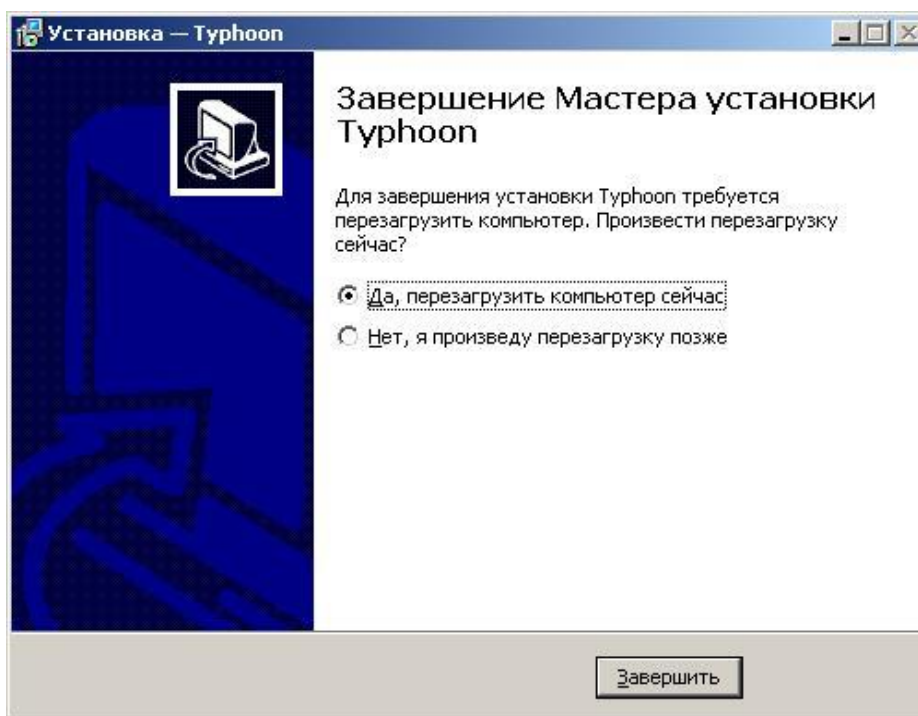 Установка — Typhoon
Завершение Мастера установки
Typhoon
Для завершения установки Typhoon требуется
перезагрузить компьютер. Произвести перезагрузку
сейчас?
Да, перезагрузить компьютер сейчас
Нет, я произведу перезагрузку позже
Завершить